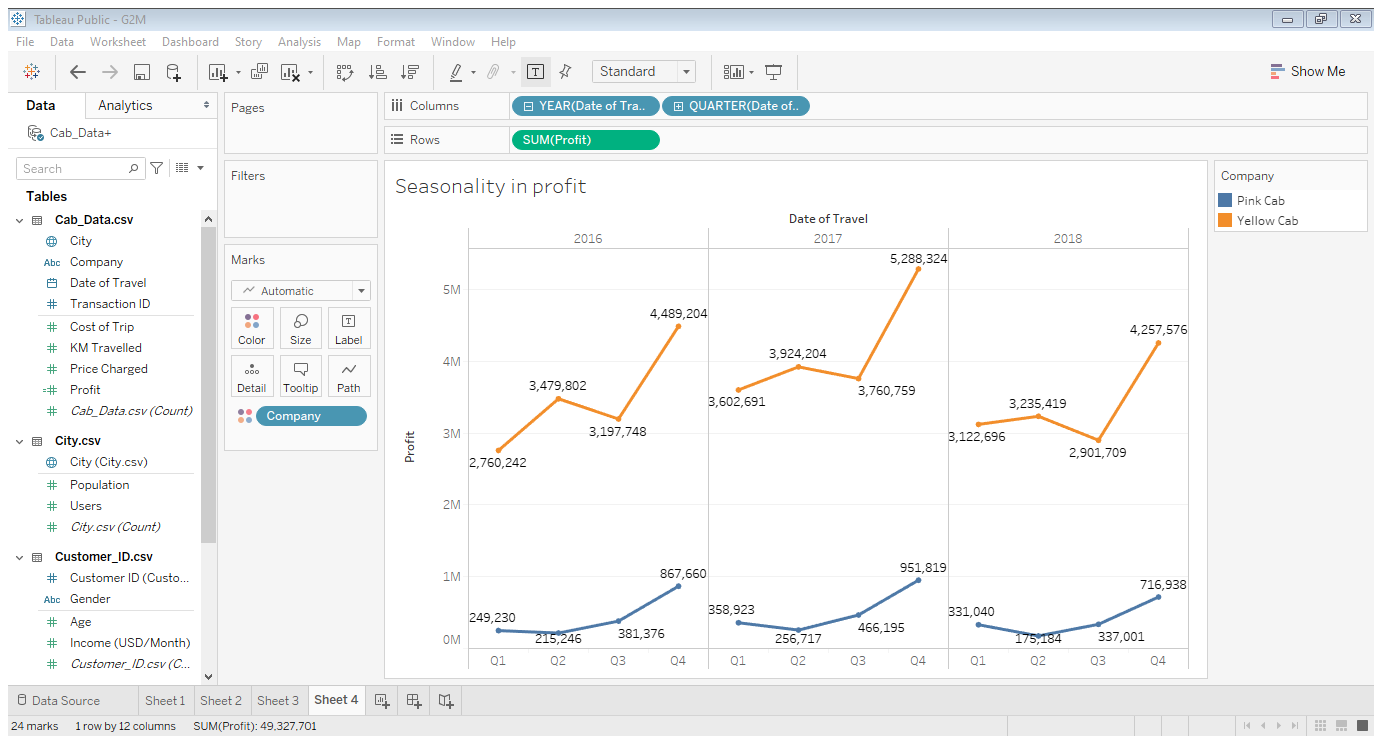 Tableau Public - G2M
File Data Worksheet Dashboard Story Analysis Map Format Window Help
Standard
Show Me
Data Analytics
Cab_Data+
Search
Tables
Cab_Data.csv
City
Abc Company
Date of Travel
Transaction ID
Cost of Trip
KM Travelled
Price Charged
Profit
Cab_Data.csv (Count)
City.csv
City (City.csv)
Population
Users
City.csv (Count)
Customer_ID.csv
Customer ID (Custo...
Abc Gender
Age
Income (USD/Month)
Customer_ID.csv (C...
Pages
Filters
Marks
Automatic
Color Size Label
Detail Tooltip Path
Company
Columns YEAR(Date of Tra.. QUARTER(Date of..
Rows SUM(Profit)
Seasonality in profit
Date of Travel
2016 2017 2018
5,288,324
5M
4,489,204
4,257,576
4M
3,924,204
3,479,802
3,760,759
3,602,691
3,235,419
3M
3,197,748
3,122,696
2,901,709
2,760,242
Profit
2M
1M
951,819
867,660
716,938
358,923
331,040
249,230
466,195
381,376
337,001
0M
215,246
256,717
175,184
Q1 Q2 Q3 Q4 Q1 Q2 Q3 Q4 Q1 Q2 Q3 Q4
Company
Pink Cab
Yellow Cab
Data Source Sheet 1 Sheet 2 Sheet 3 Sheet 4
24 marks 1 row by 12 columns SUM(Profit): 49,327,701